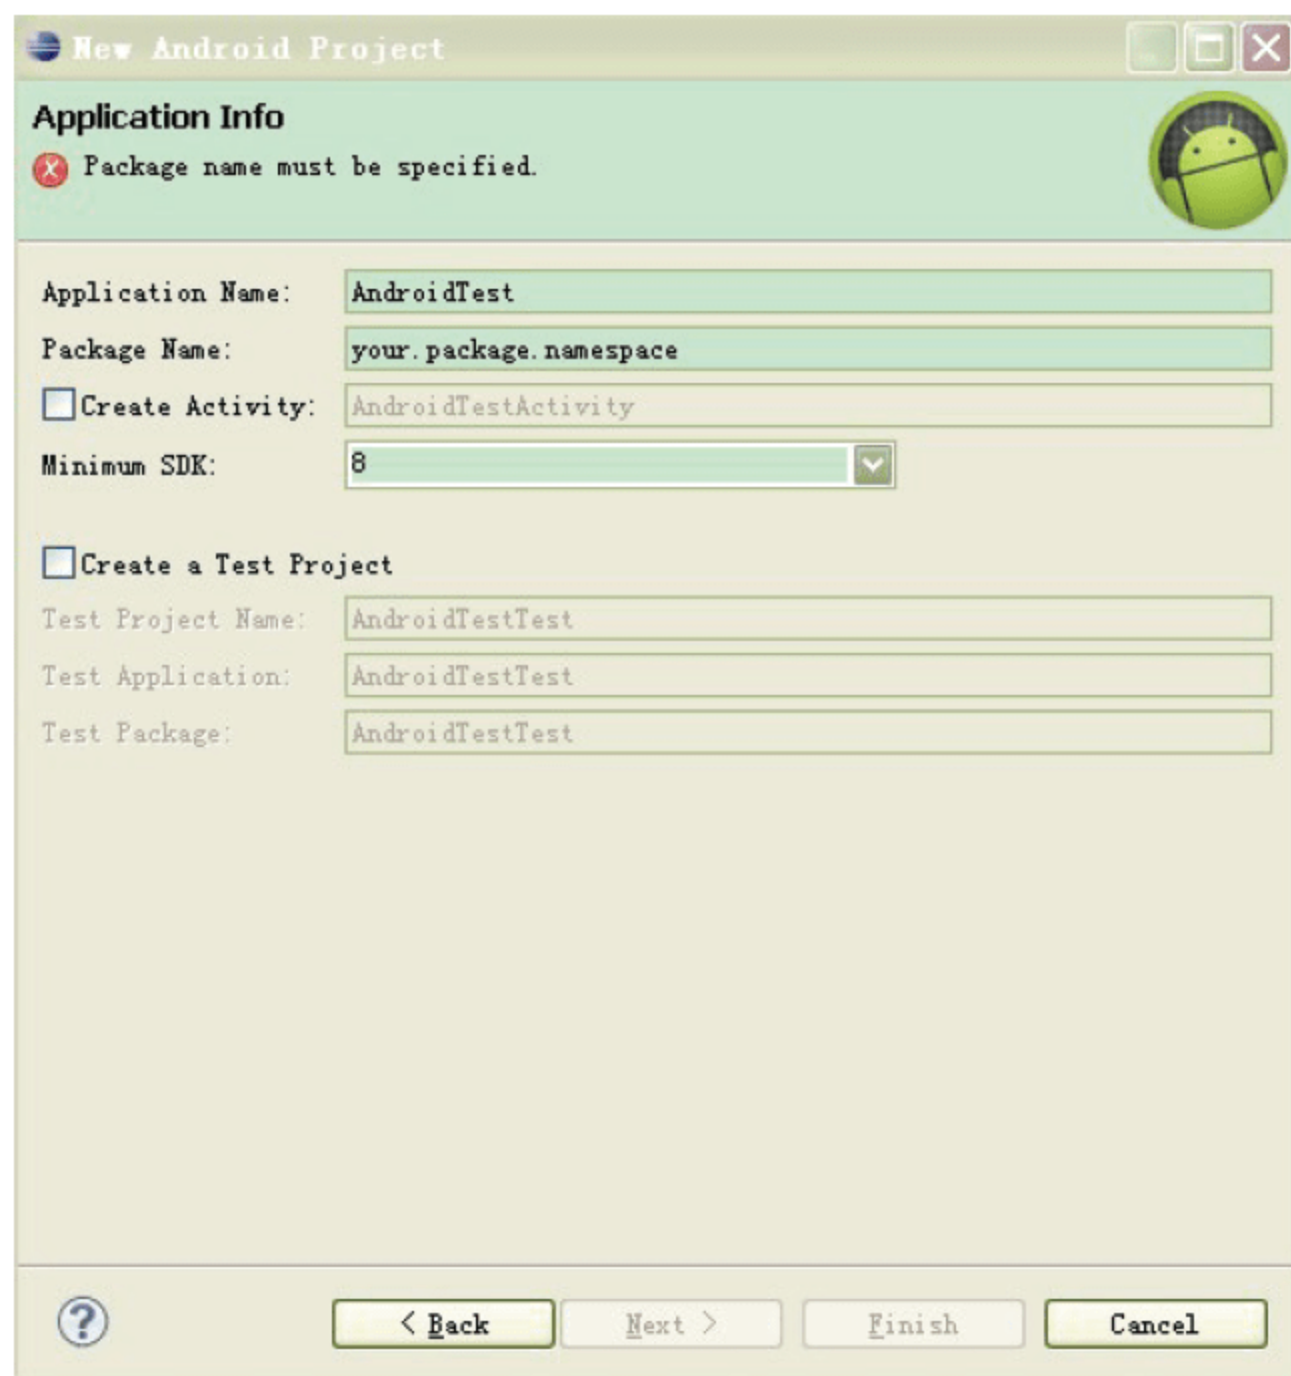 New Android Project
Application Info
Package name must be specified.
Application Name: AndroidTest
Package Name: your.package.namespace
Create Activity: AndroidTestActivity
Minimum SDK: 8
Create a Test Project
Test Project Name: AndroidTestTest
Test Application: AndroidTestTest
Test Package: AndroidTestTest
? < Back Next > Finish Cancel